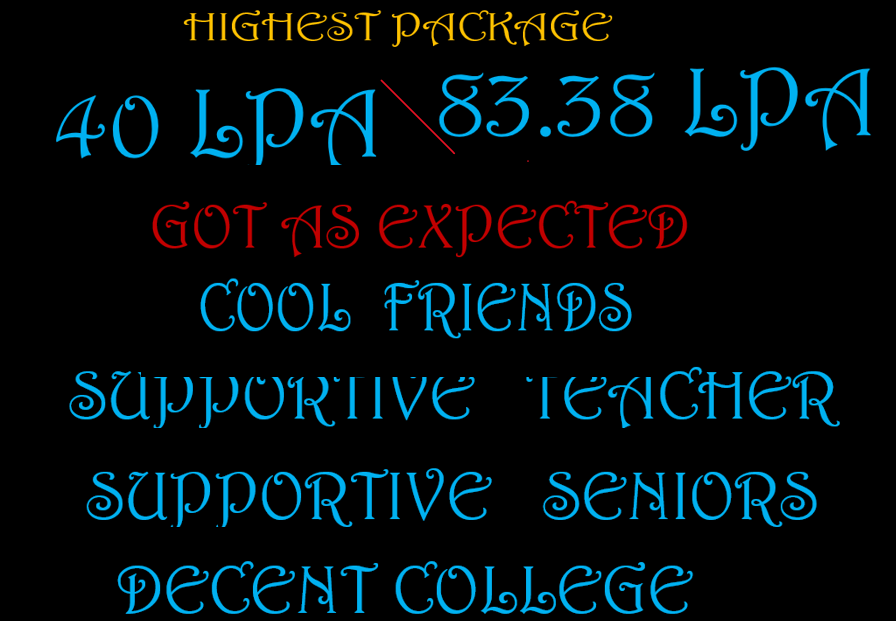 HIGHEST PACKAGE
40 LPA \ 83.38 LPA
GOT AS EXPECTED
COOL FRIENDS
SUPPORTIVE TEACHER
SUPPORTIVE SENIORS
DECENT COLLEGE